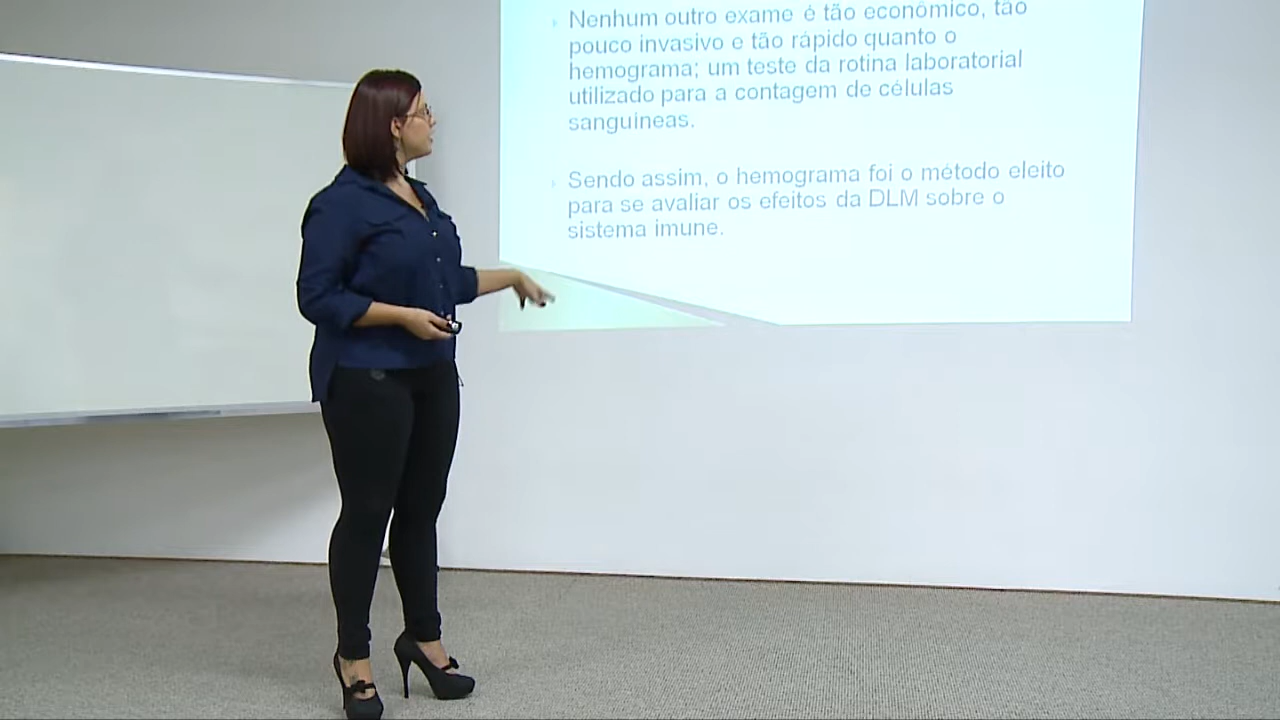 Nenhum outro exame é tão econômico, tão
pouco invasivo e tão rápido quanto o
hemograma; um teste da rotina laboratorial
utilizado para a contagem de células
sanguineas.
Sendo assim, o hemograma foi o método eleito
para se avaliar os efeitos da DLM sobre o
sistema imune.